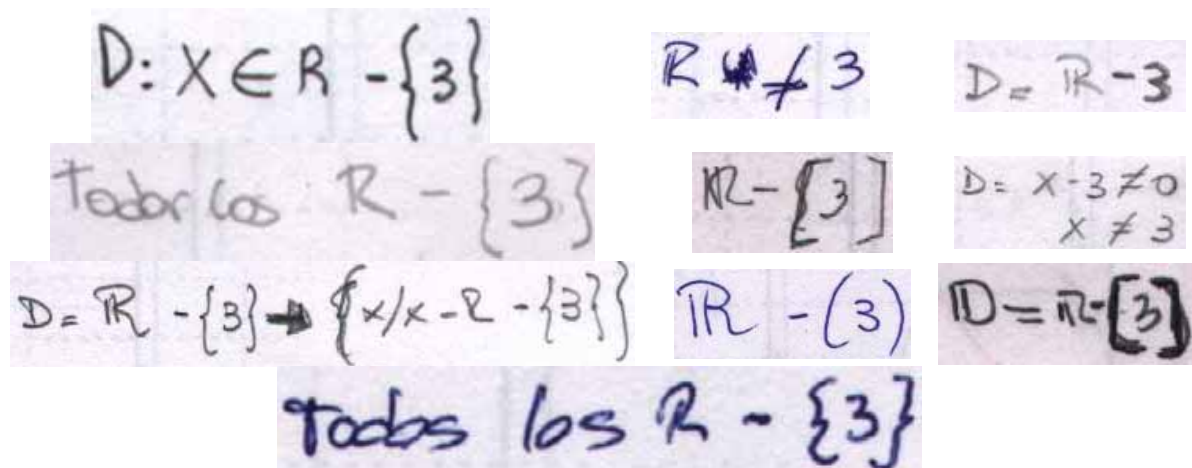 D: X ∈ R - {3}
R ≠ 3
D = ℝ - 3
Todos los R - {3}
ℝ - [3]
D = x - 3 ≠ 0
x ≠ 3
D = ℝ - {3} → {x/x - R - {3}}
ℝ - (3)
D = ℝ - [3]
Todos los R - {3}